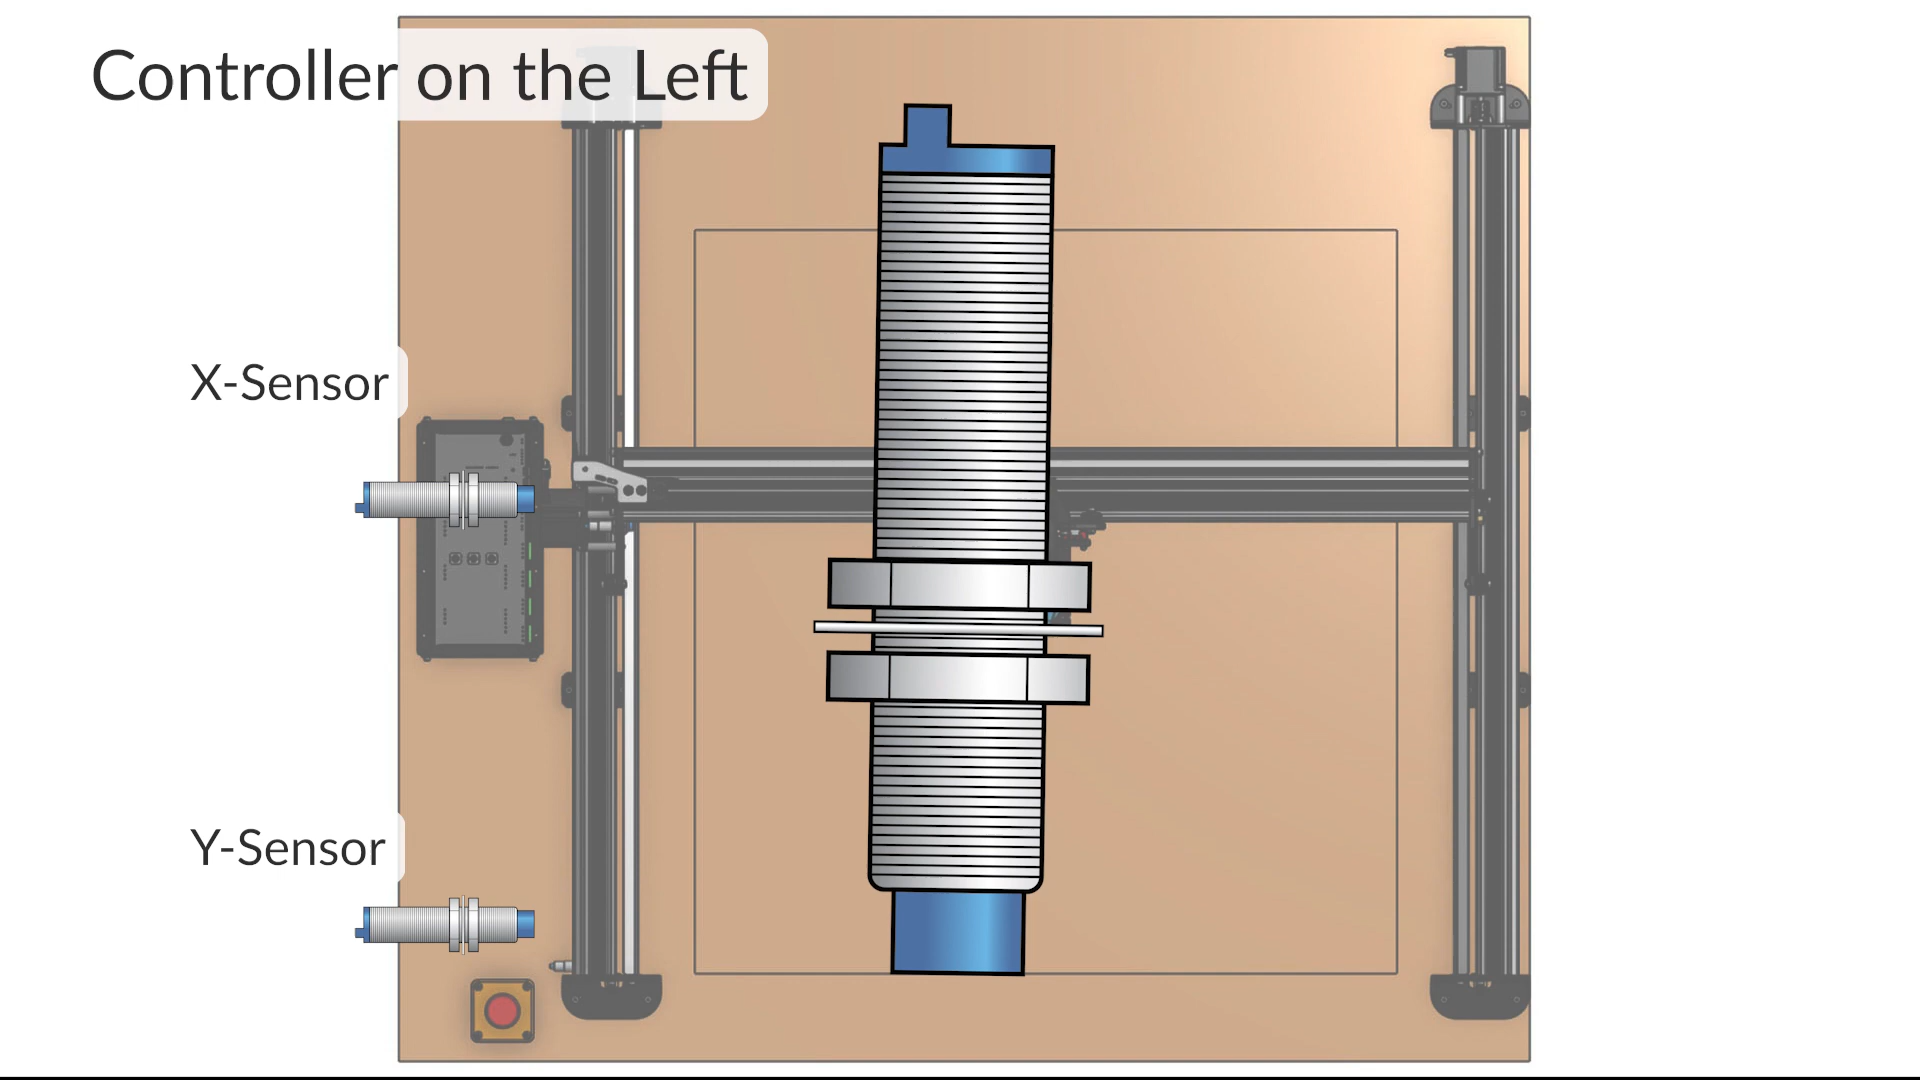 Controller on the Left
X-Sensor
Y-Sensor